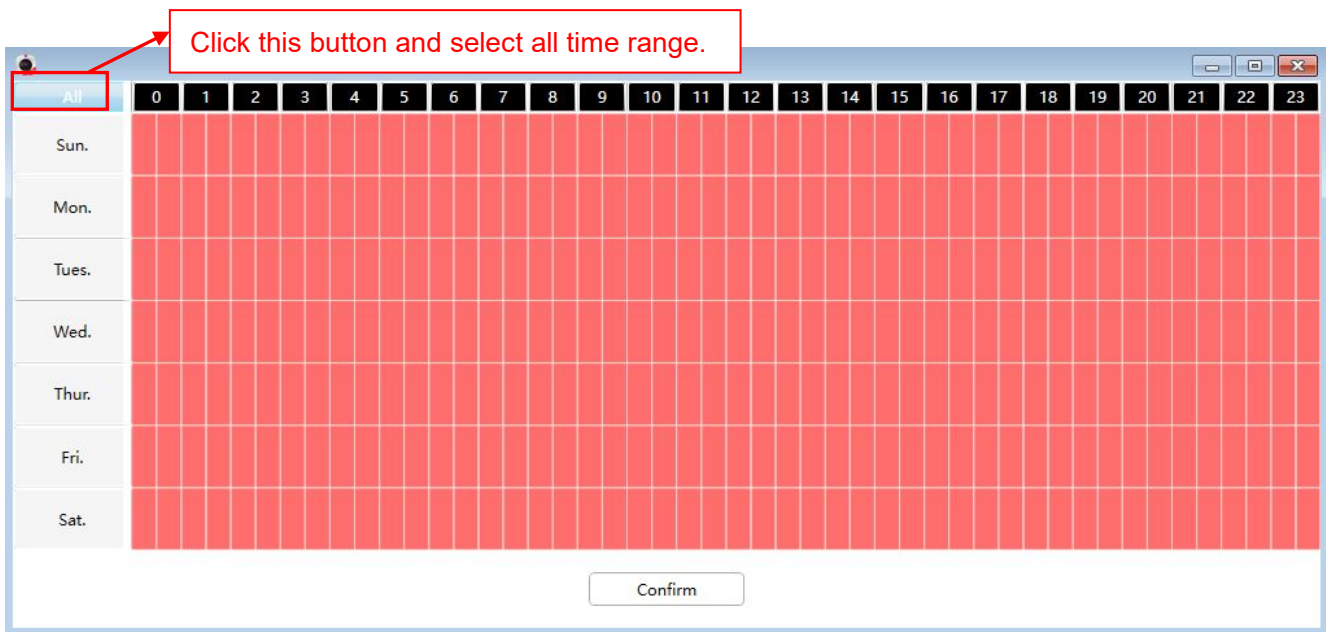 Click this button and select all time range.
All 0 1 2 3 4 5 6 7 8 9 10 11 12 13 14 15 16 17 18 19 20 21 22 23
Sun.
Mon.
Tues.
Wed.
Thur.
Fri.
Sat.
Confirm